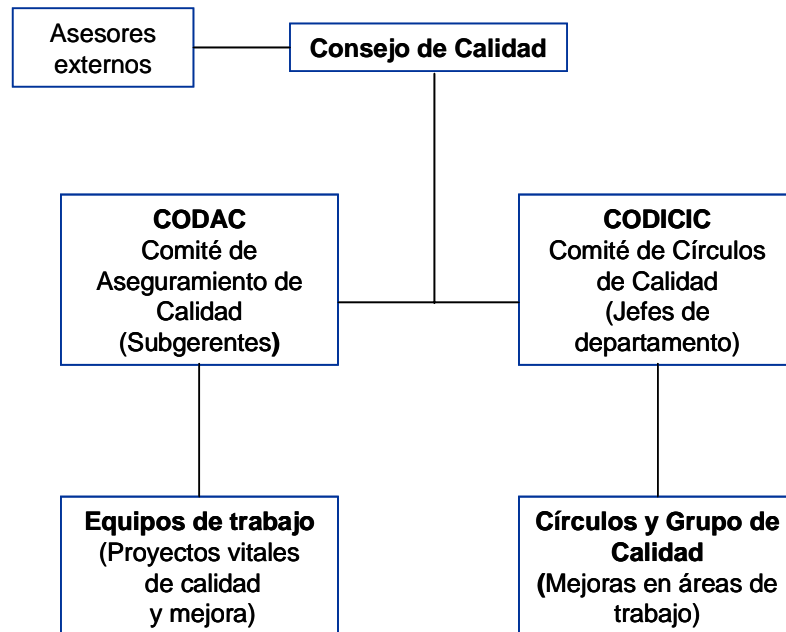 Asesores
externos
Consejo de Calidad
CODAC
Comité de
Aseguramiento de
Calidad
(Subgerentes)
CODICIC
Comité de Círculos
de Calidad
(Jefes de
departamento)
Equipos de trabajo
(Proyectos vitales
de calidad
y mejora)
Círculos y Grupo de
Calidad
(Mejoras en áreas de
trabajo)